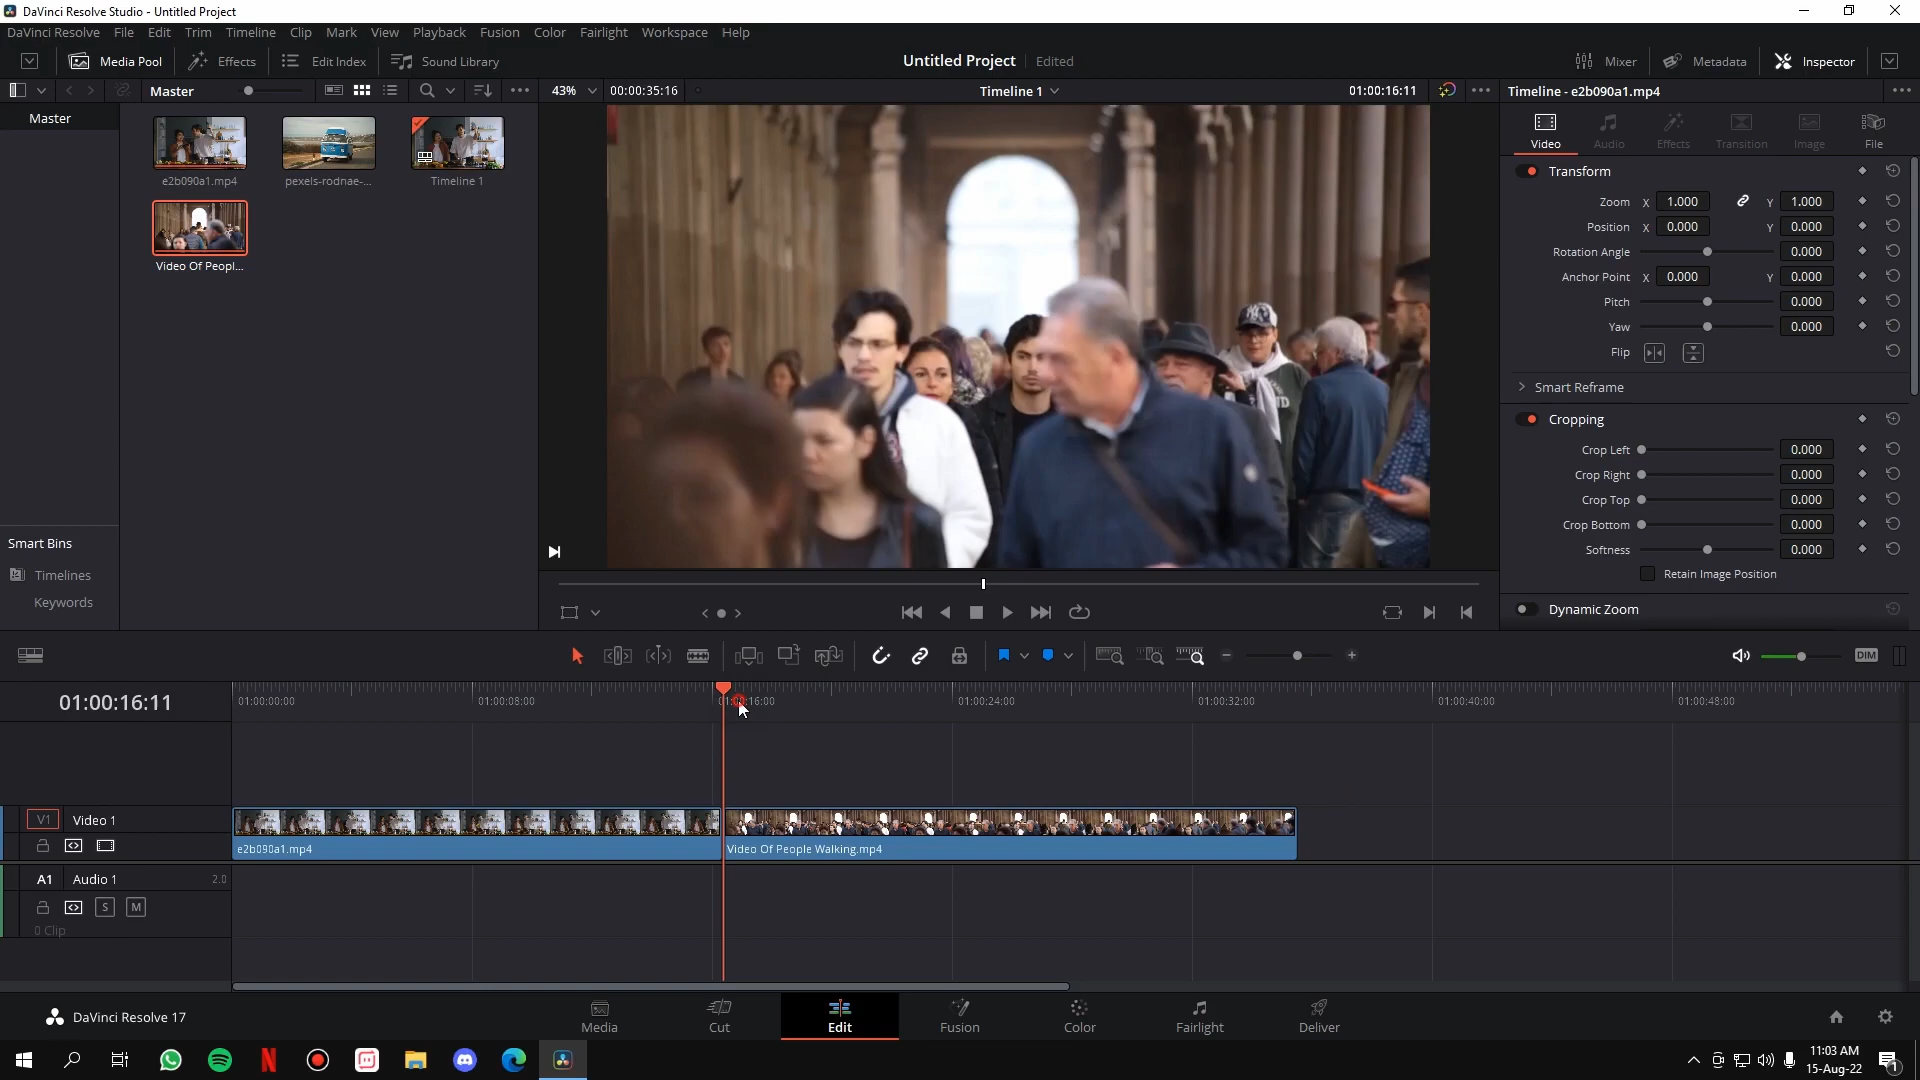 DaVinci Resolve Studio - Untitled Project
DaVinci Resolve File Edit Trim Timeline Clip Mark View Playback Fusion Color Fairlight Workspace Help
Media Pool Effects Edit Index Sound Library Untitled Project Edited Mixer Metadata Inspector
Master 43% 00:00:35:16 Timeline 1 01:00:16:11 Timeline - e2b090a1.mp4
Master
e2b090a1.mp4 pexels-rodnae-... Timeline 1
Video Of Peopl...
Video Audio Effects Transition Image File
Transform
Zoom X 1.000 Y 1.000
Position X 0.000 Y 0.000
Rotation Angle 0.000
Anchor Point X 0.000 Y 0.000
Pitch 0.000
Yaw 0.000
Flip
Smart Reframe
Cropping
Crop Left 0.000
Crop Right 0.000
Crop Top 0.000
Crop Bottom 0.000
Softness 0.000
Retain Image Position
Dynamic Zoom
Smart Bins
Timelines
Keywords
DIM
01:00:16:11 01:00:00:00 01:00:08:00 16:00 01:00:24:00 01:00:32:00 01:00:40:00 01:00:48:00
V1 Video 1
e2b090a1.mp4 Video Of People Walking.mp4
A1 Audio 1 2.0
S M
0 Clip
DaVinci Resolve 17 Media Cut Edit Fusion Color Fairlight Deliver
11:03 AM
15-Aug-22
1